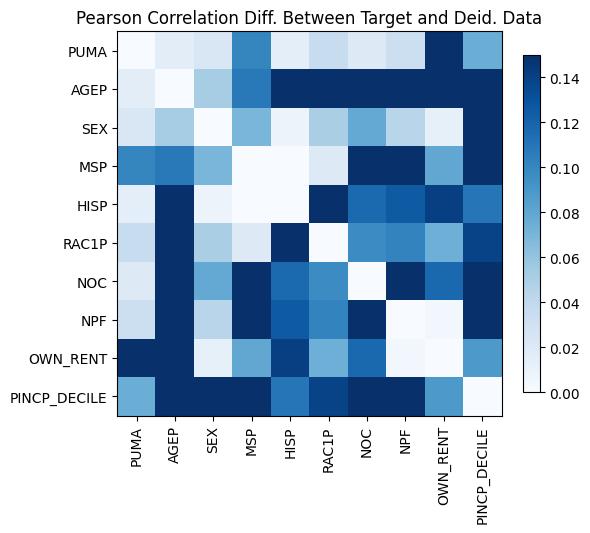 Pearson Correlation Diff. Between Target and Deid. Data
PUMA
AGEP
SEX
MSP
HISP
RAC1P
NOC
NPF
OWN_RENT
PINCP_DECILE
PUMA
AGEP
SEX
MSP
HISP
RAC1P
NOC
NPF
OWN_RENT
PINCP_DECILE
0.14
0.12
0.10
0.08
0.06
0.04
0.02
0.00